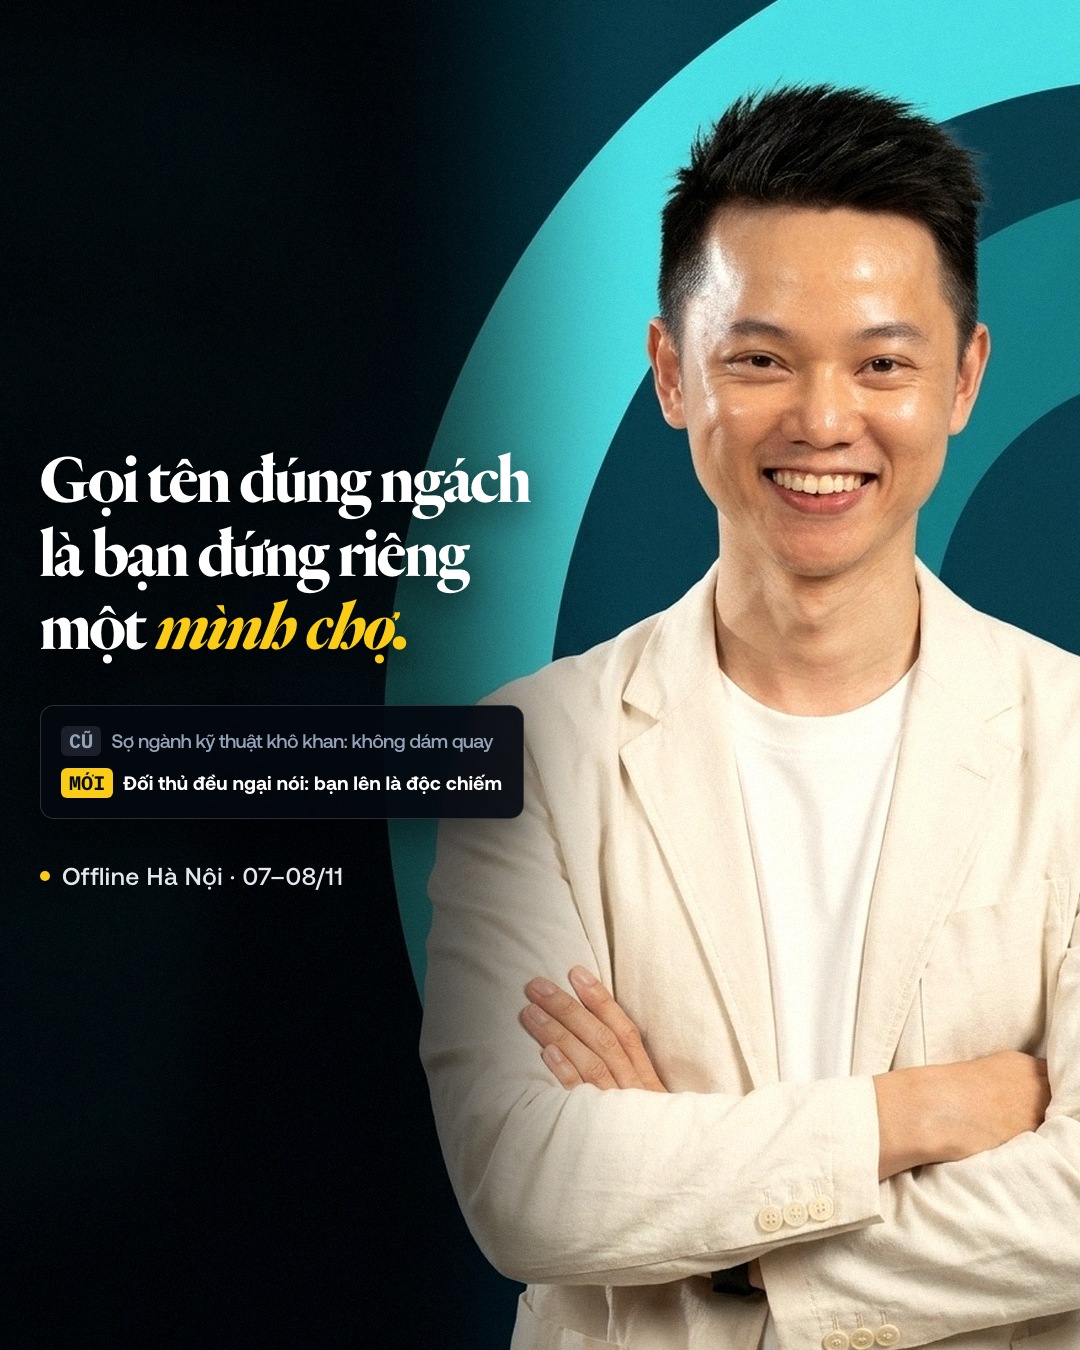 Gọi tên đúng ngách
là bạn đứng riêng
một mình chợ.
CŨ Sợ ngành kỹ thuật khô khan: không dám quay
MỚI Đối thủ đều ngại nói: bạn lên là độc chiếm
Offline Hà Nội · 07–08/11